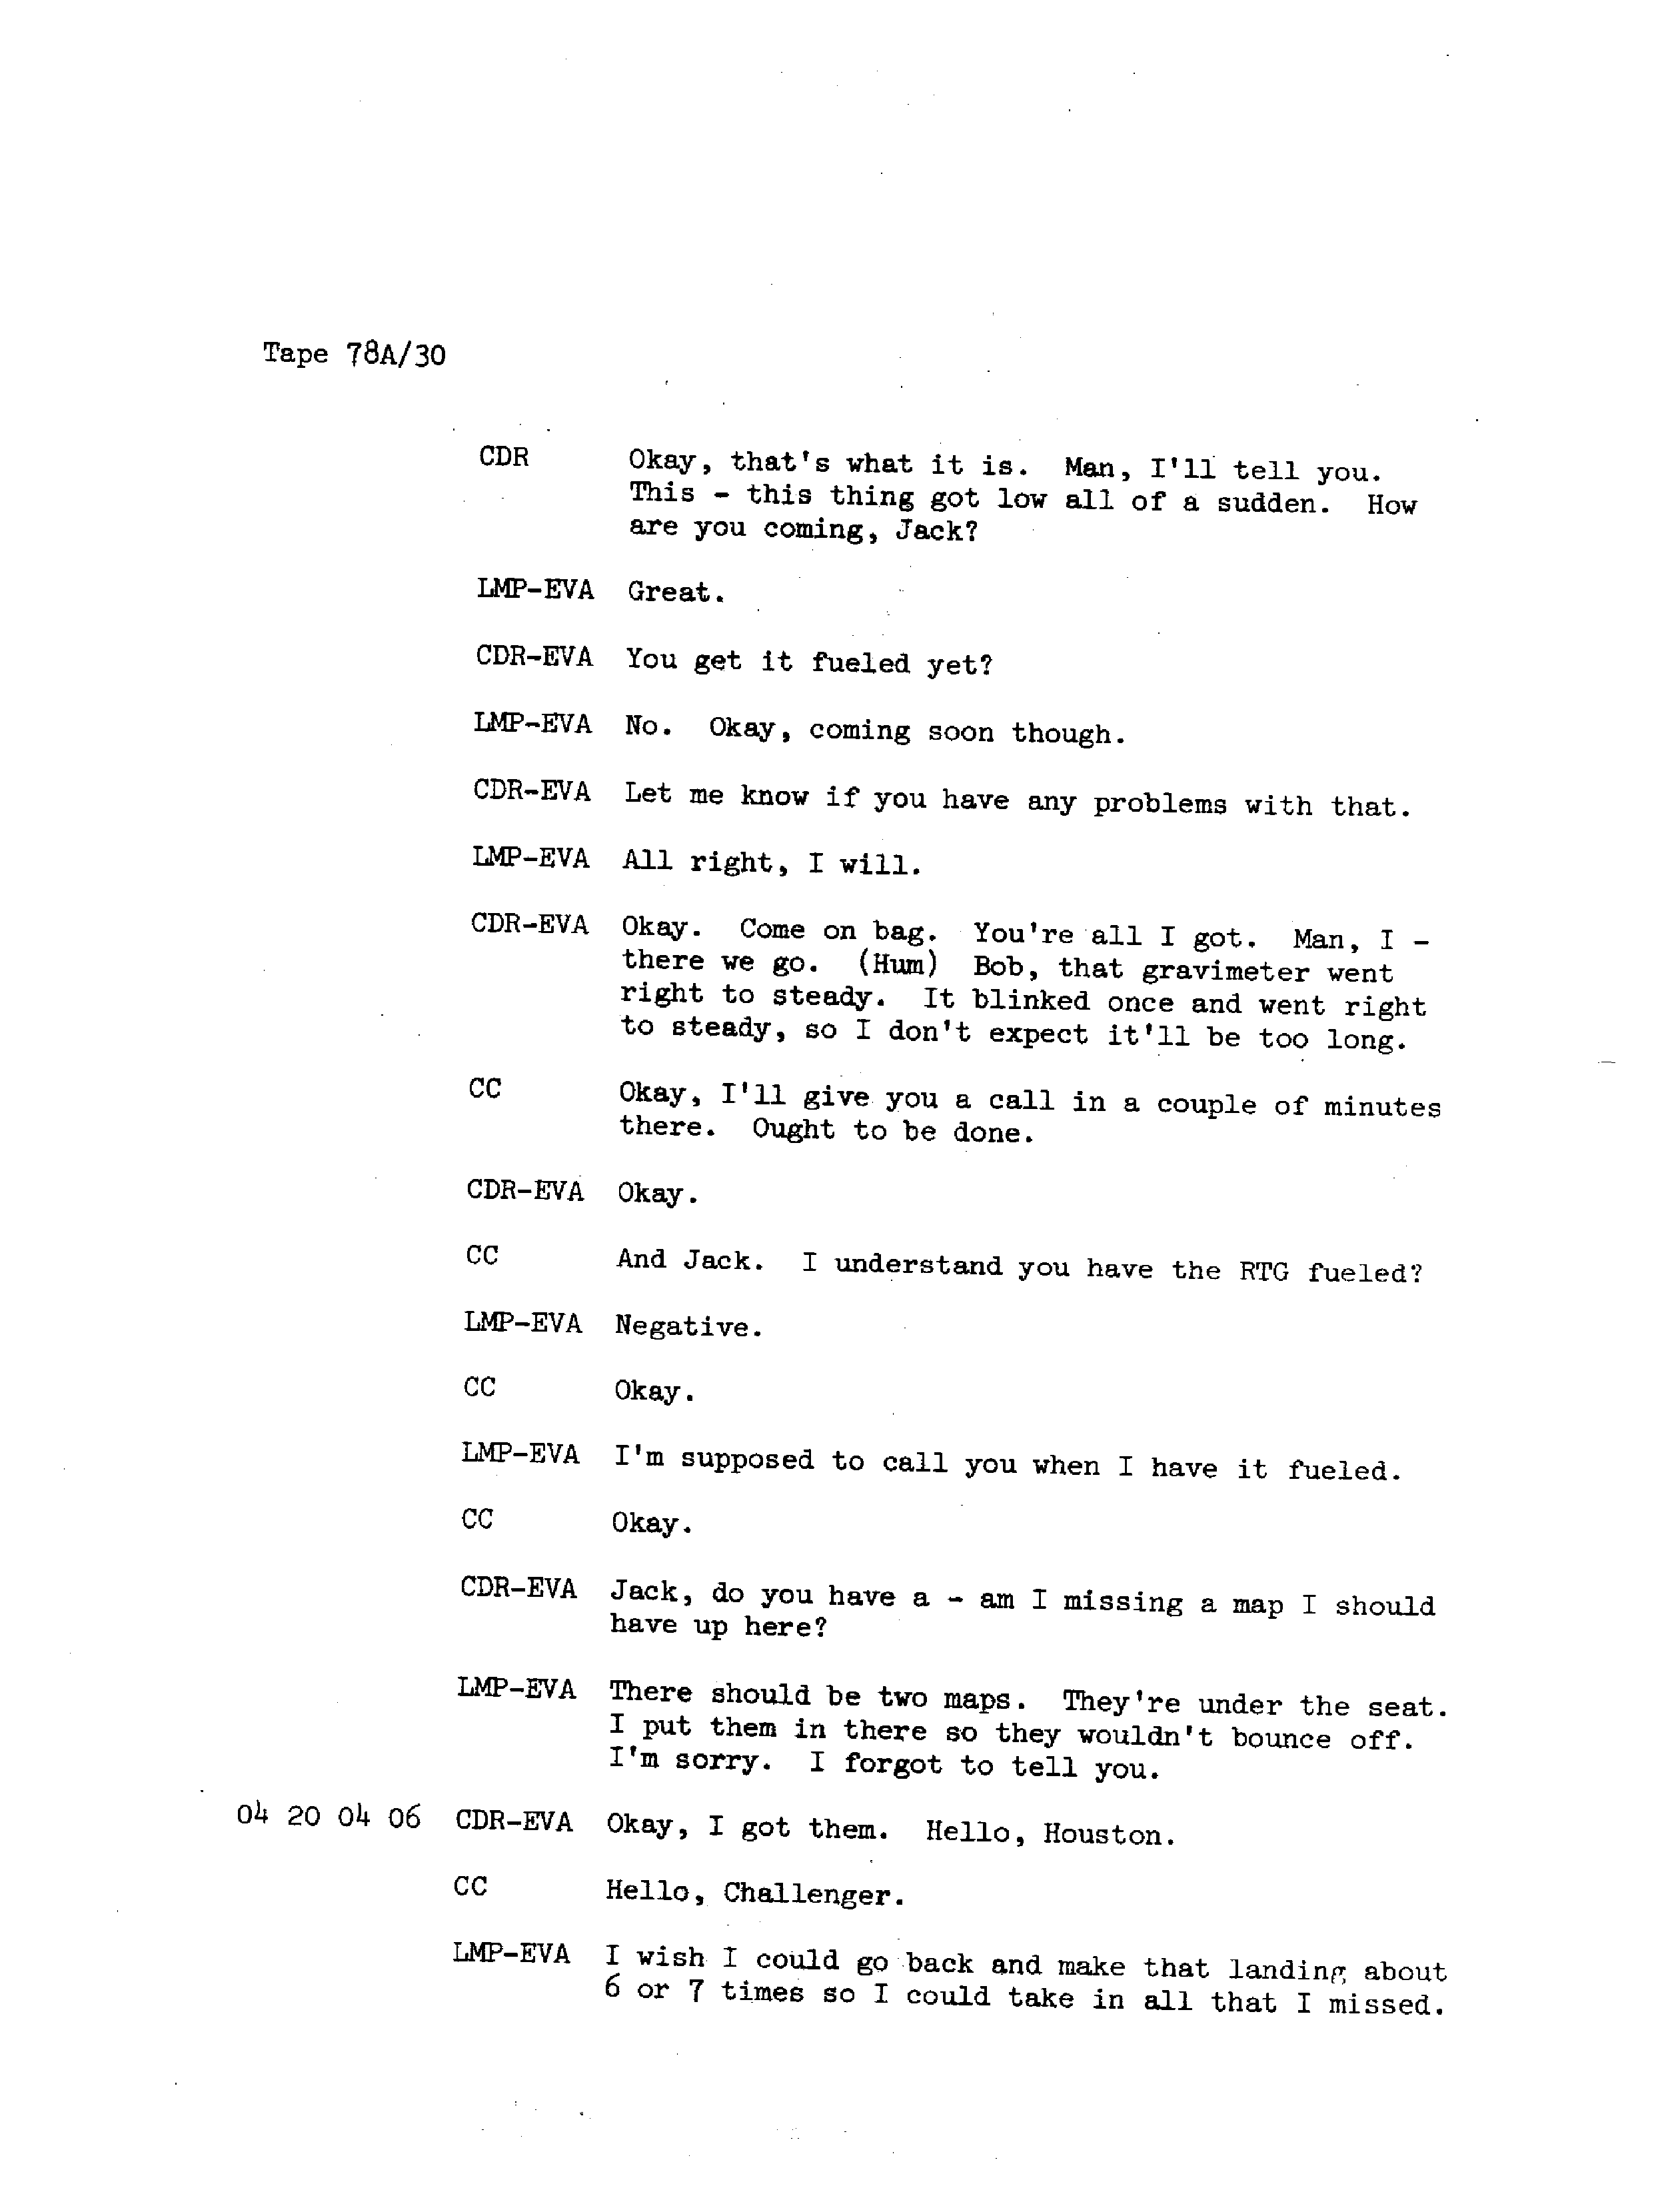 Tape 78A/30
CDR Okay, that's what it is. Man, I'll tell you.
This - this thing got low all of a sudden. How
are you coming, Jack?
LMP-EVA Great.
CDR-EVA You get it fueled yet?
LMP-EVA No. Okay, coming soon though.
CDR-EVA Let me know if you have any problems with that.
LMP-EVA All right, I will.
CDR-EVA Okay. Come on bag. You're all I got. Man, I -
there we go. (Hum) Bob, that gravimeter went
right to steady. It blinked once and went right
to steady, so I don't expect it'll be too long.
CC Okay, I'll give you a call in a couple of minutes
there. Ought to be done.
CDR-EVA Okay.
CC And Jack. I understand you have the RTG fueled?
LMP-EVA Negative.
CC Okay.
LMP-EVA I'm supposed to call you when I have it fueled.
CC Okay.
CDR-EVA Jack, do you have a - am I missing a map I should
have up here?
LMP-EVA There should be two maps. They're under the seat.
I put them in there so they wouldn't bounce off.
I'm sorry. I forgot to tell you.
04 20 04 06 CDR-EVA Okay, I got them. Hello, Houston.
CC Hello, Challenger.
LMP-EVA I wish I could go back and make that landing about
6 or 7 times so I could take in all that I missed.